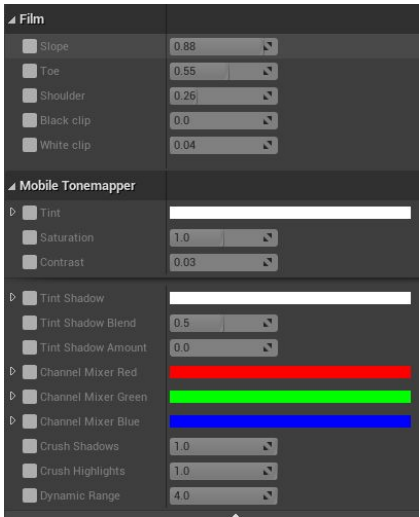 Film
Slope 0.88
Toe 0.55
Shoulder 0.26
Black clip 0.0
White clip 0.04
Mobile Tonemapper
Tint
Saturation 1.0
Contrast 0.03
Tint Shadow
Tint Shadow Blend 0.5
Tint Shadow Amount 0.0
Channel Mixer Red
Channel Mixer Green
Channel Mixer Blue
Crush Shadows 1.0
Crush Highlights 1.0
Dynamic Range 4.0